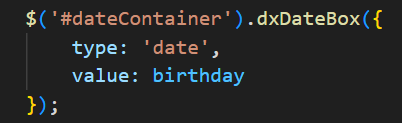 $('#dateContainer').dxDateBox({
    type: 'date',
    value: birthday
});